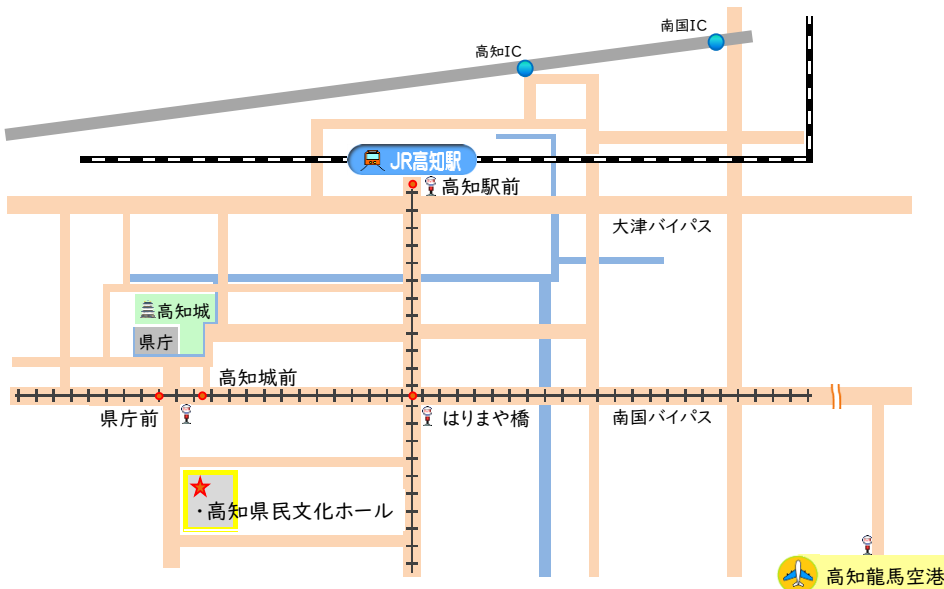 南国IC
高知IC
JR高知駅
高知駅前
大津バイパス
高知城
県庁
高知城前
県庁前
はりまや橋
南国バイパス
・高知県民文化ホール
高知龍馬空港